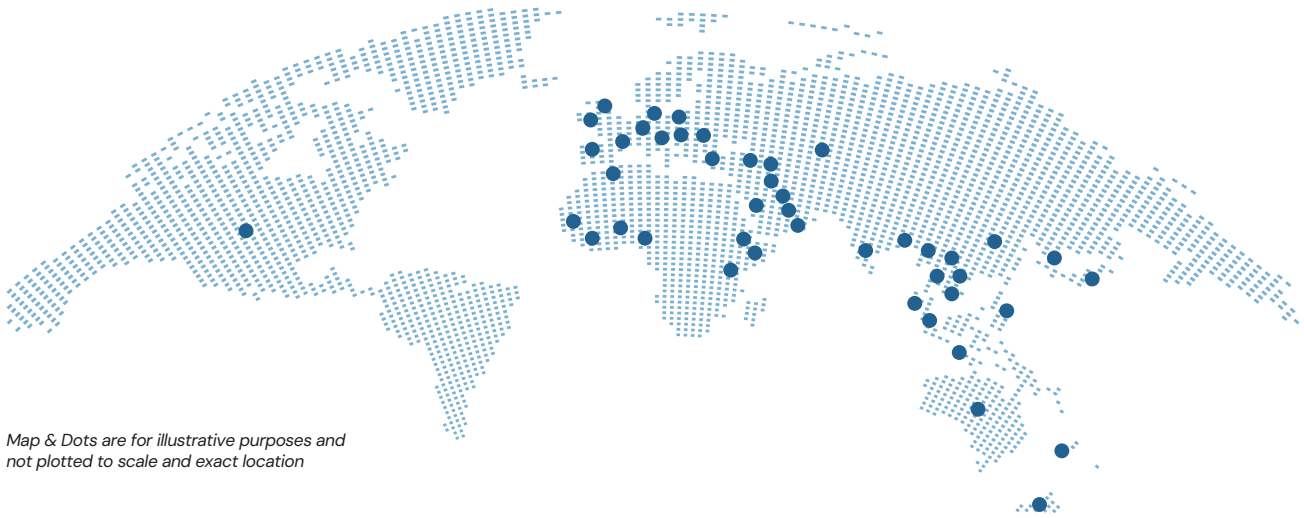 Map & Dots are for illustrative purposes and
not plotted to scale and exact location